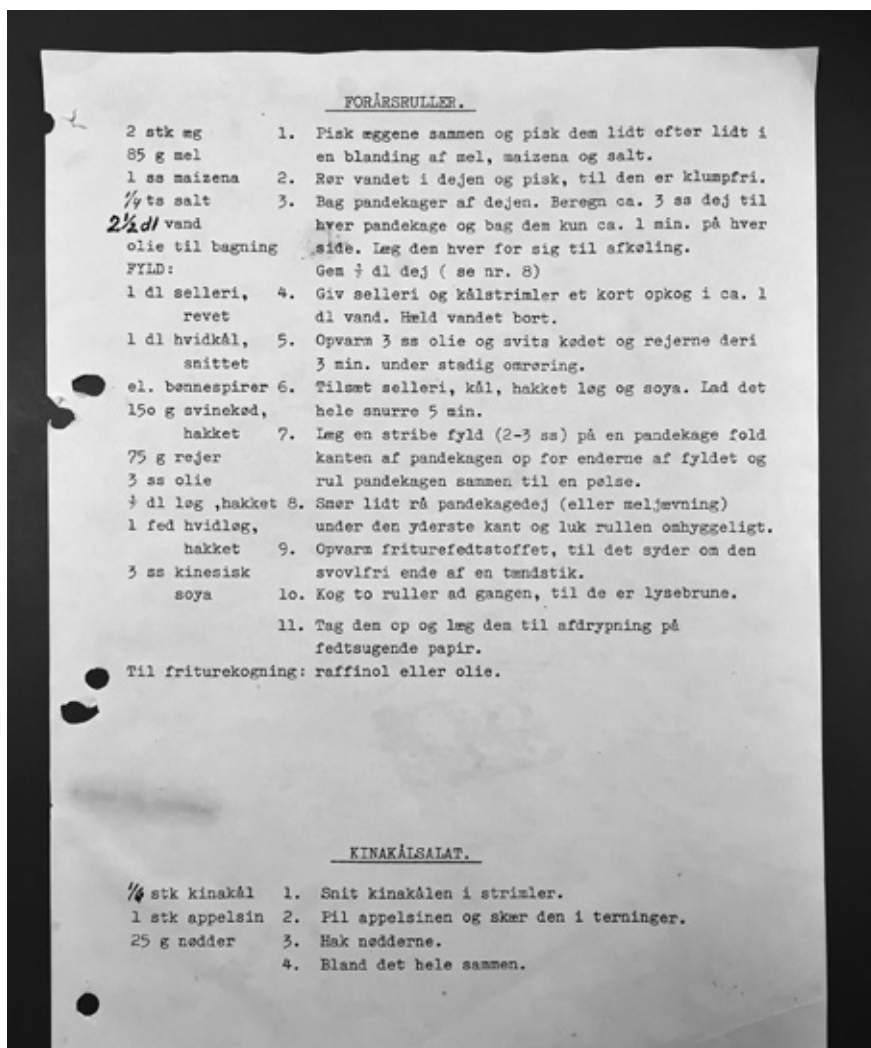 FORÅRSRULLER.
2 stk æg 1. Pisk æggene sammen og pisk dem lidt efter lidt i
85 g mel en blanding af mel, maizena og salt.
1 ss maizena 2. Rør vandet i dejen og pisk, til den er klumpfri.
1/4 ts salt 3. Bag pandekager af dejen. Beregn ca. 3 ss dej til
2 1/2 dl vand hver pandekage og bag dem kun ca. 1 min. på hver
olie til bagning side. Læg dem hver for sig til afkøling.
FYLD: Gem dl dej ( se nr. 8)
1 dl selleri, 4. Giv selleri og kålstrimler et kort opkog i ca. 1
revet dl vand. Hæld vandet bort.
1 dl hvidkål, 5. Opvarm 3 ss olie og svits kødet og rejerne deri
snittet 3 min. under stadig omrøring.
el. bønnespirer 6. Tilsæt selleri, kål, hakket løg og soya. Lad det
15o g svinekød, hele snurre 5 min.
hakket 7. Læg en stribe fyld (2-3 ss) på en pandekage fold
75 g rejer kanten af pandekagen op for enderne af fyldet og
3 ss olie rul pandekagen sammen til en pølse.
dl løg ,hakket 8. Smør lidt rå pandekagedej (eller meljævning)
1 fed hvidløg, under den yderste kant og luk rullen omhyggeligt.
hakket 9. Opvarm friturefedtstoffet, til det syder om den
3 ss kinesisk svovlfri ende af en tændstik.
soya 1o. Kog to ruller ad gangen, til de er lysebrune.
11. Tag dem op og læg dem til afdrypning på
fedtsugende papir.
Til friturekogning: raffinol eller olie.
KINAKÅLSALAT.
stk kinakål 1. Snit kinakålen i strimler.
1 stk appelsin 2. Pil appelsinen og skær den i terninger.
25 g nødder 3. Hak nødderne.
4. Bland det hele sammen.